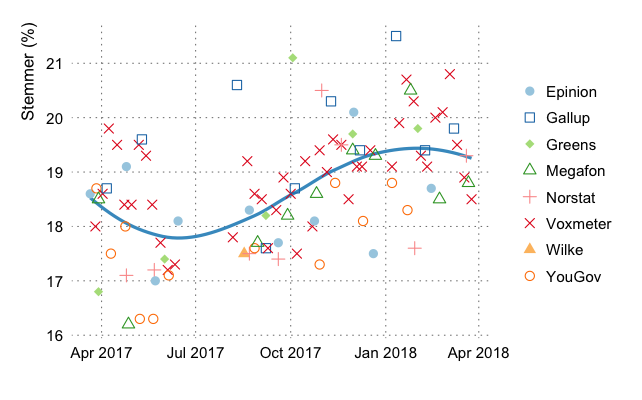 Stemmer (%)
21
20
19
18
17
16
Apr 2017 Jul 2017 Oct 2017 Jan 2018 Apr 2018
Epinion
Gallup
Greens
Megafon
Norstat
Voxmeter
Wilke
YouGov